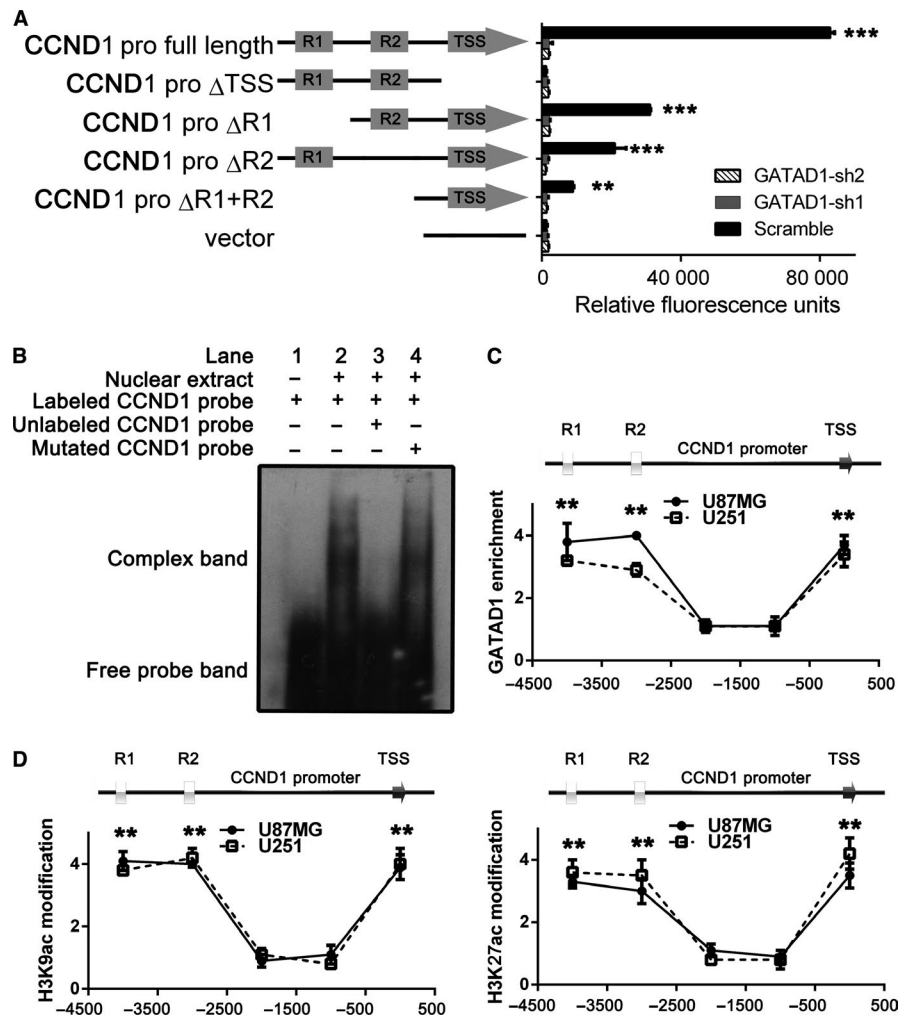 A
CCND1 pro full length R1 R2 TSS ***
CCND1 pro ΔTSS R1 R2
CCND1 pro ΔR1 R2 TSS ***
CCND1 pro ΔR2 R1 TSS ***
CCND1 pro ΔR1+R2 TSS **
vector
GATAD1-sh2
GATAD1-sh1
Scramble
0 40 000 80 000
Relative fluorescence units
B
Lane 1 2 3 4
Nuclear extract – + + +
Labeled CCND1 probe + + + +
Unlabeled CCND1 probe – – + –
Mutated CCND1 probe – – – +
Complex band
Free probe band
C
R1 R2 TSS
CCND1 promoter
** ** **
U87MG
U251
GATAD1 enrichment
4
2
0
–4500 –3500 –2500 –1500 –500 500
D
R1 R2 TSS
CCND1 promoter
** ** **
U87MG
U251
H3K9ac modification
4
2
0
–4500 –3500 –2500 –1500 –500 500
R1 R2 TSS
CCND1 promoter
** ** **
U87MG
U251
H3K27ac modification
4
2
0
–4500 –3500 –2500 –1500 –500 500